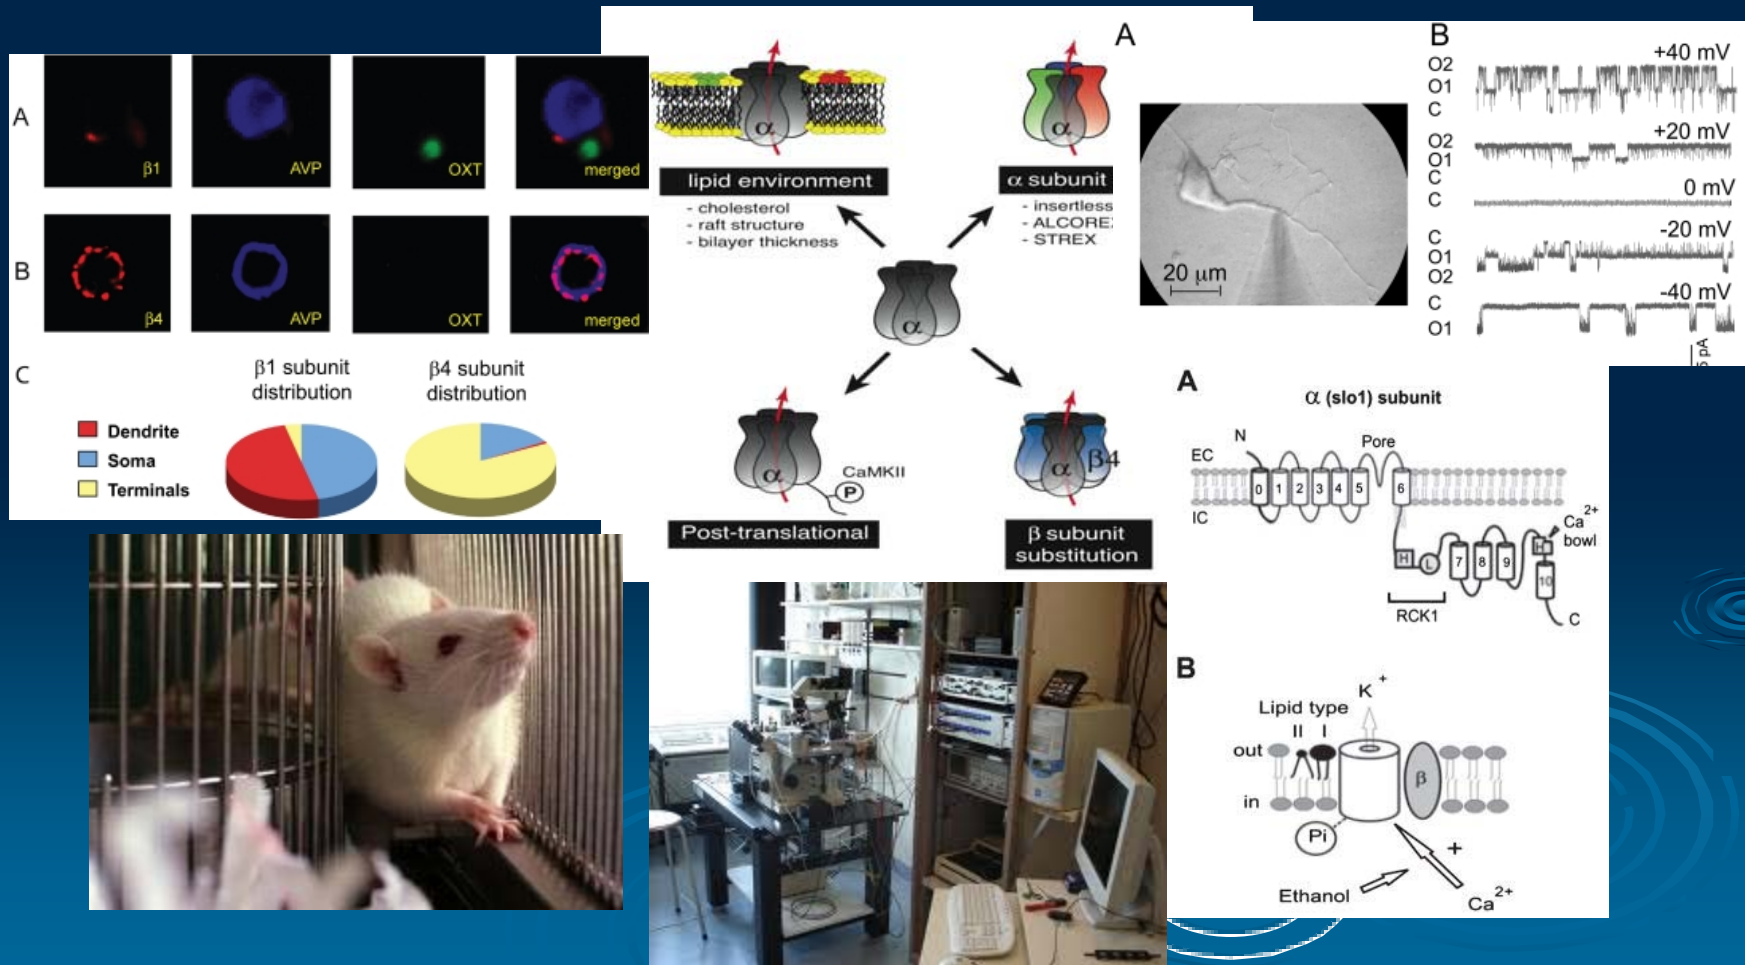 A
β1
AVP
OXT
merged
B
β4
AVP
OXT
merged
C
β1 subunit
distribution
β4 subunit
distribution
Dendrite
Soma
Terminals
α
lipid environment
- cholesterol
- raft structure
- bilayer thickness
α
α subunit
- insertless
- ALCOREX
- STREX
α
α
CaMKII
P
Post-translational
α
β4
β subunit
substitution
A
20 μm
B
+40 mV
O2
O1
C
+20 mV
O2
O1
C
0 mV
C
-20 mV
C
O1
O2
-40 mV
C
O1
5 pA
A
α (slo1) subunit
N
Pore
EC
0 1 2 3 4 5 6
IC
Ca2+
bowl
H L 7 8 9 H 10
RCK1
C
B
K+
Lipid type
II I
out
β
in
Pi
+
Ethanol
Ca2+